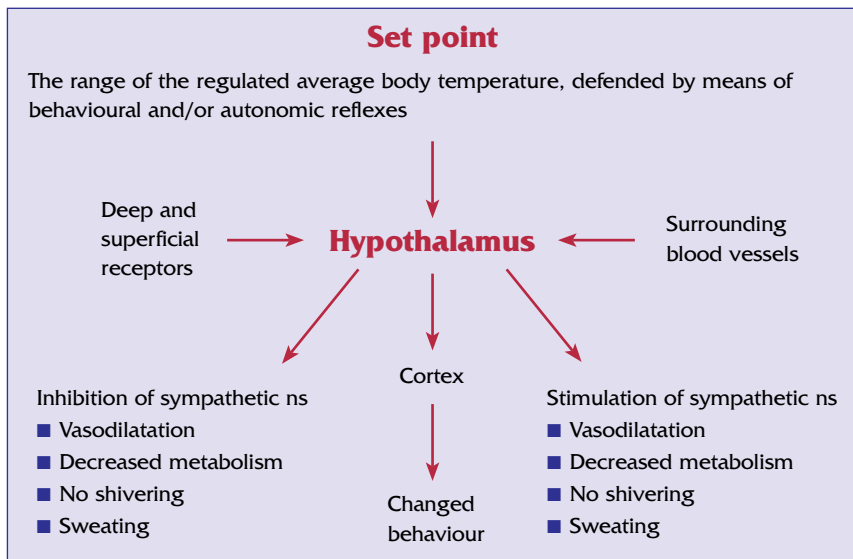 Set point
The range of the regulated average body temperature, defended by means of
behavioural and/or autonomic reflexes
Deep and
superficial
receptors
Hypothalamus
Surrounding
blood vessels
Inhibition of sympathetic ns
Vasodilatation
Decreased metabolism
No shivering
Sweating
Cortex
Changed
behaviour
Stimulation of sympathetic ns
Vasodilatation
Decreased metabolism
No shivering
Sweating